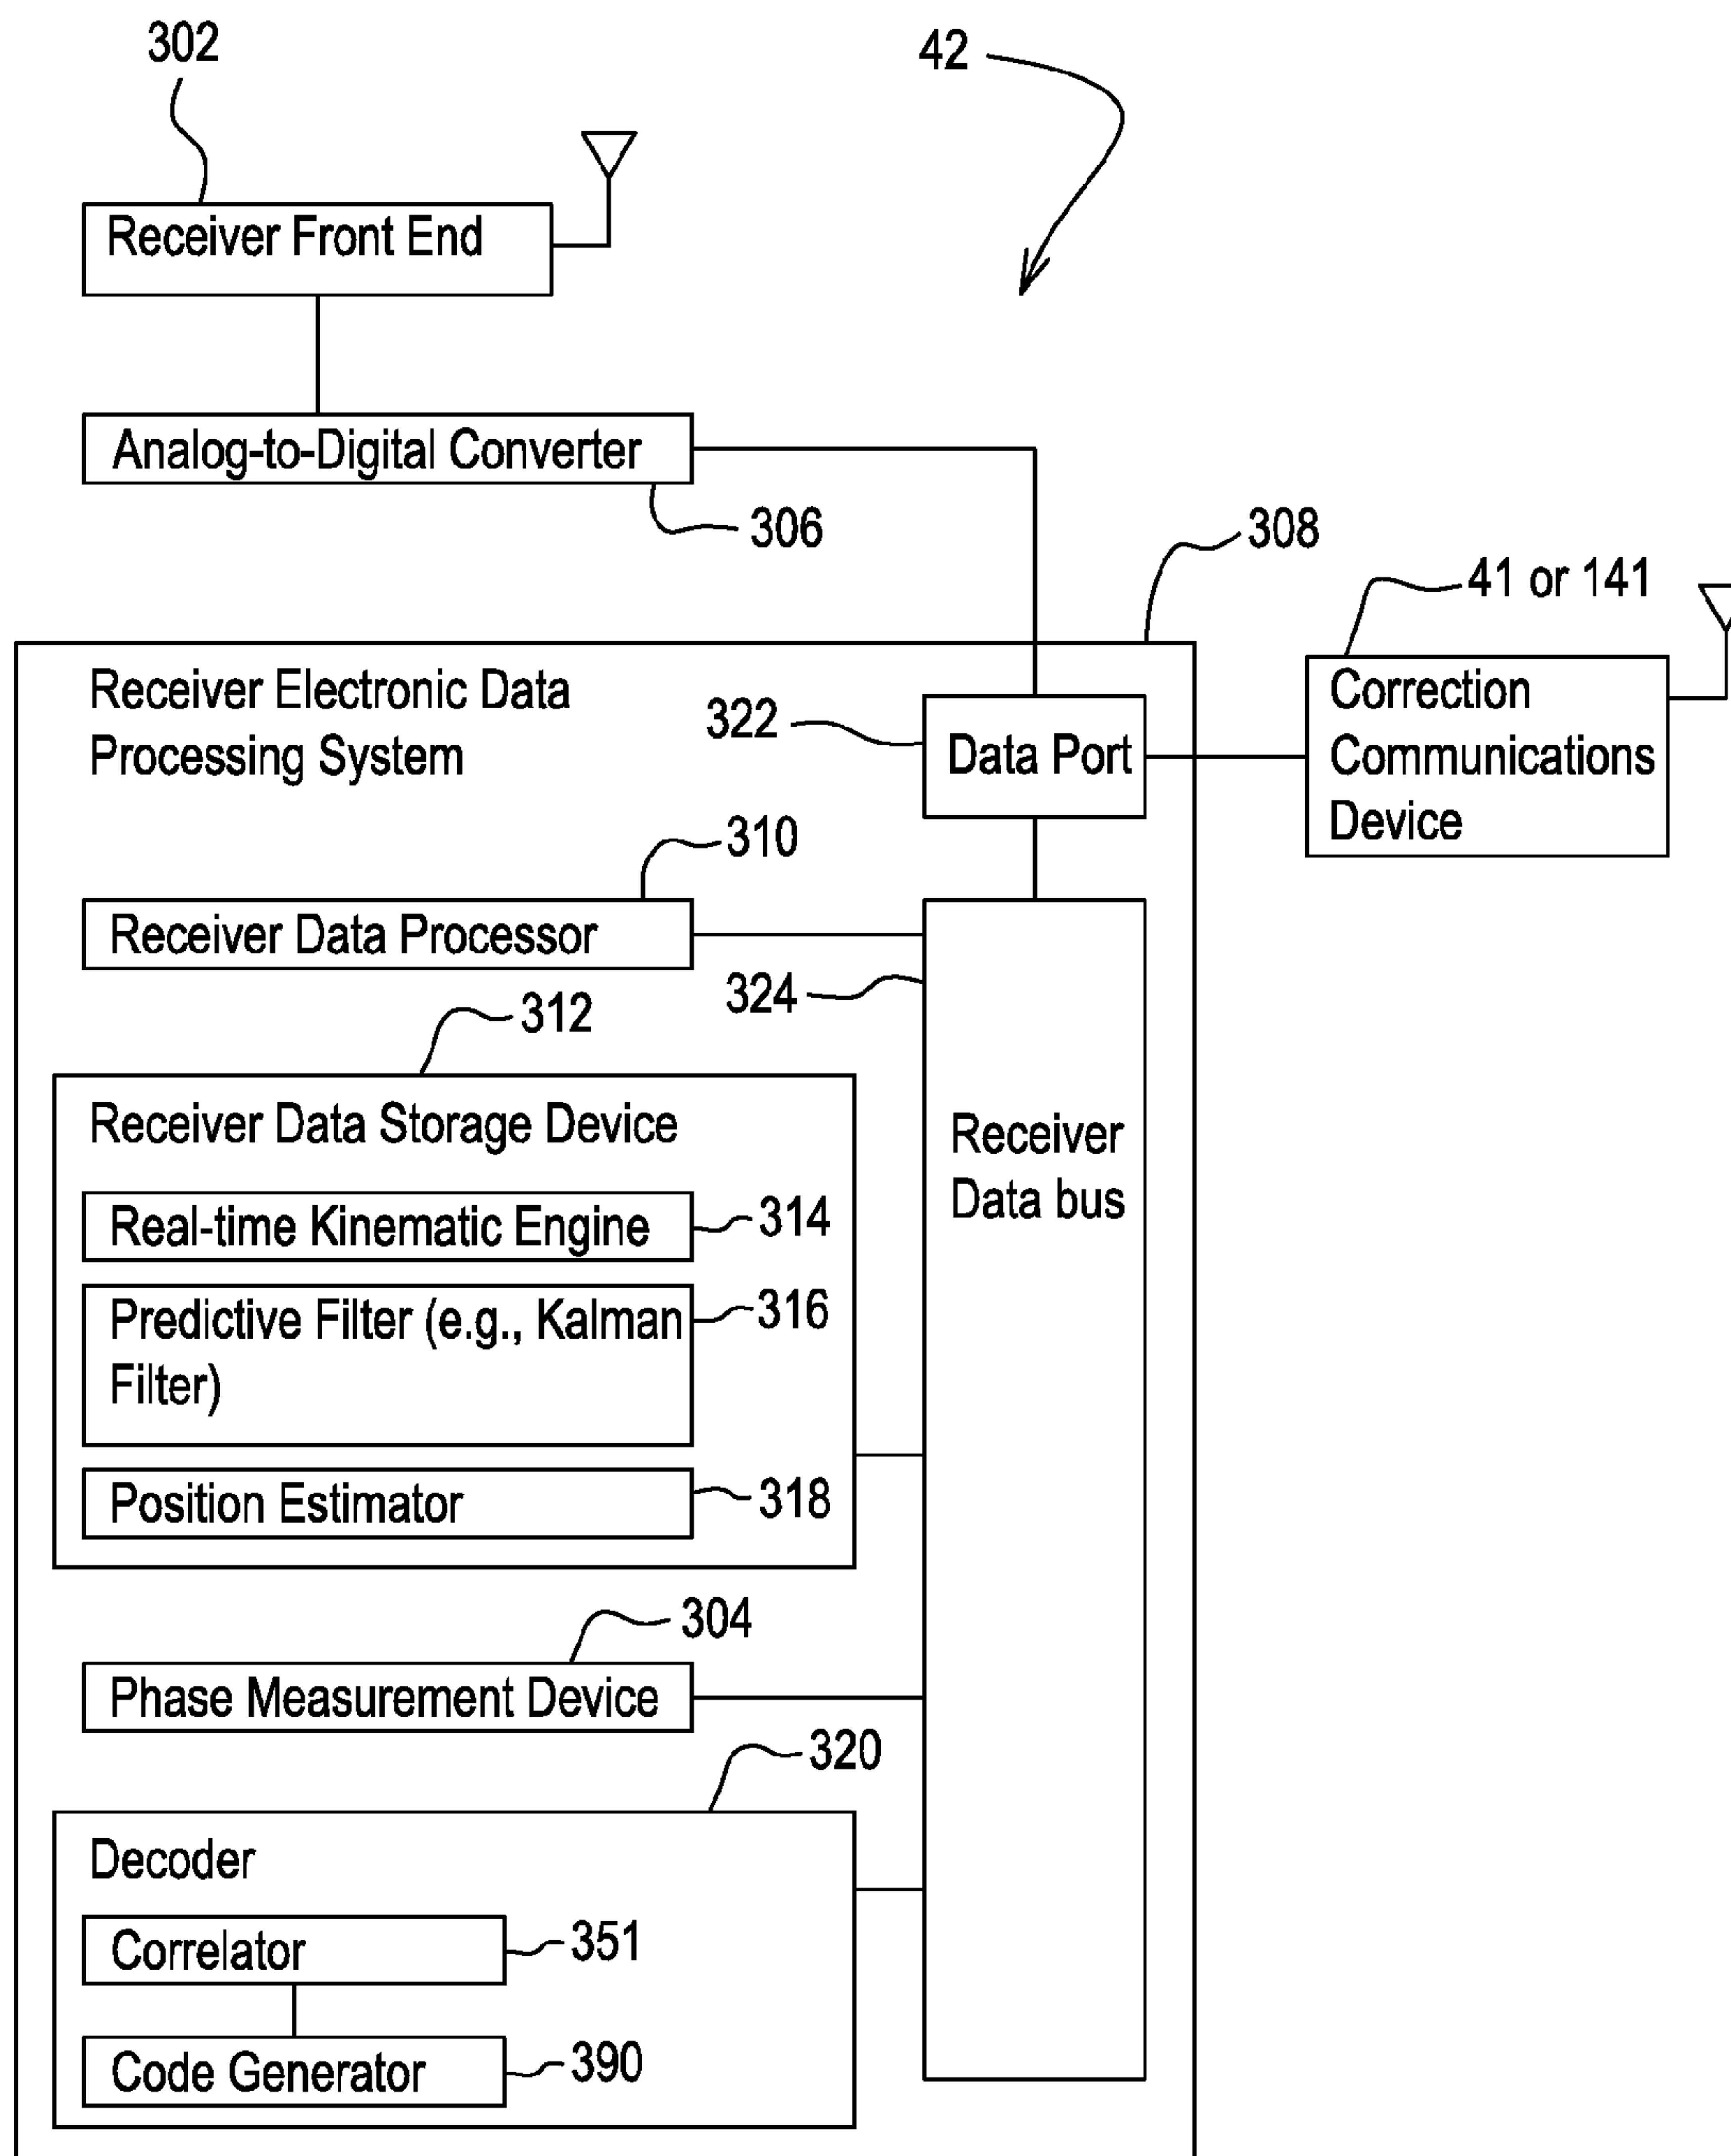 302
42
Receiver Front End
Analog-to-Digital Converter
306
308
41 or 141
Receiver Electronic Data
Processing System
322
Data Port
Correction
Communications
Device
310
Receiver Data Processor
324
312
Receiver Data Storage Device
Receiver
Data bus
Real-time Kinematic Engine
314
Predictive Filter (e.g., Kalman
Filter)
316
Position Estimator
318
304
Phase Measurement Device
320
Decoder
Correlator
351
Code Generator
390